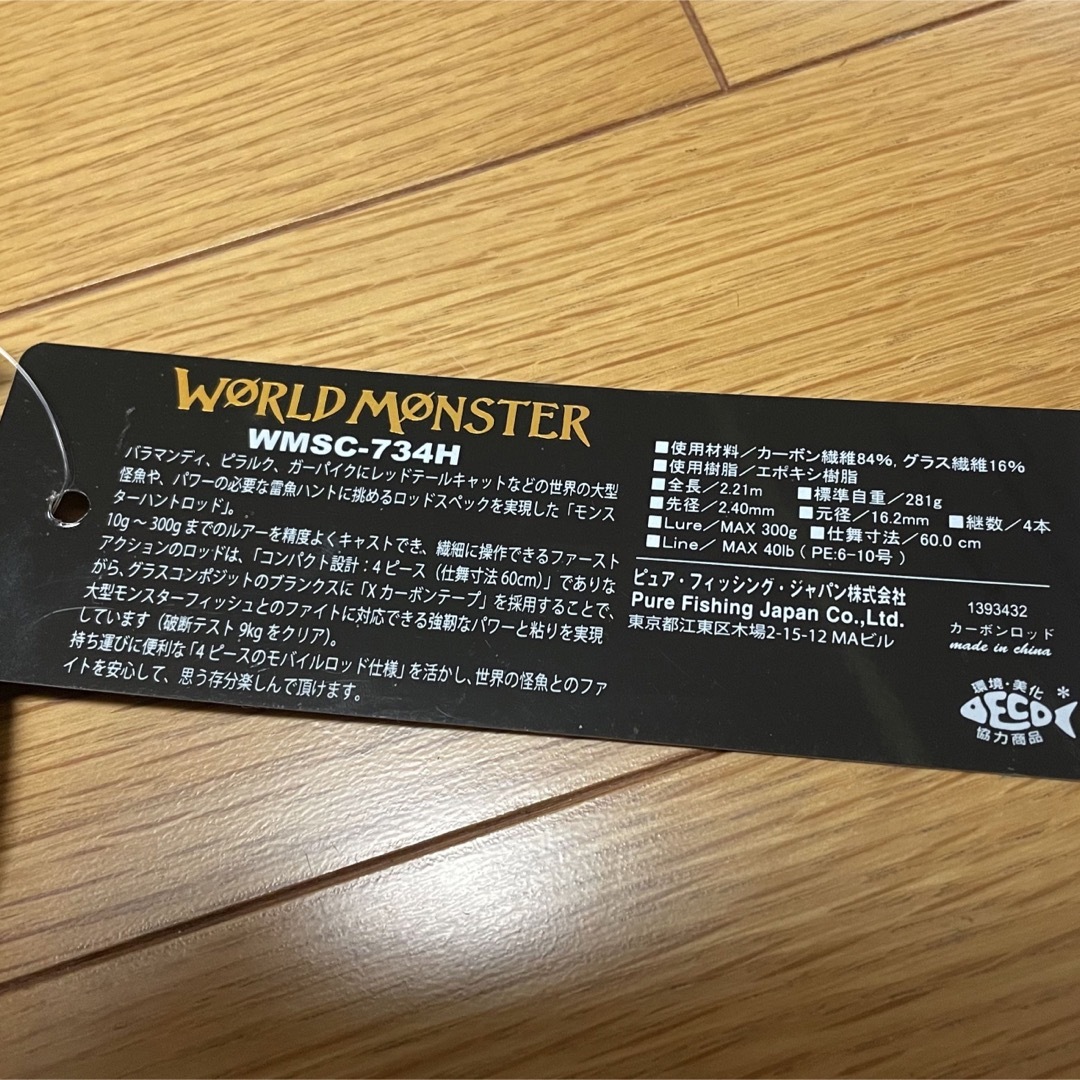 WØRLD MØNSTER
WMSC-734H
バラマンディ、ピラルク、ガーパイクにレッドテールキャットなどの世界の大型
怪魚や、パワーの必要な雷魚ハントに挑めるロッドスペックを実現した「モンス
ターハントロッド」。
10g～300gまでのルアーを精度よくキャストでき、繊細に操作できるファースト
アクションのロッドは、「コンパクト設計：4ピース（仕舞寸法60cm）」でありな
がら、グラスコンポジットのブランクスに「Xカーボンテープ」を採用することで、
大型モンスターフィッシュとのファイトに対応できる強靭なパワーと粘りを実現
しています（破断テスト9kgをクリア）。
持ち運びに便利な「4ピースのモバイルロッド仕様」を活かし、世界の怪魚とのファ
イトを安心して、思う存分楽しんで頂けます。
■使用材料／カーボン繊維84%, グラス繊維16%
■使用樹脂／エポキシ樹脂
■全長／2.21m ■標準自重／281g
■先径／2.40mm ■元径／16.2mm ■継数／4本
■Lure／MAX 300g ■仕舞寸法／60.0 cm
■Line／ MAX 40lb ( PE:6-10号 )
ピュア・フィッシング・ジャパン株式会社
Pure Fishing Japan Co.,Ltd.
東京都江東区木場2-15-12 MAビル
1393432
カーボンロッド
made in china
環境・美化
DECO
協力商品